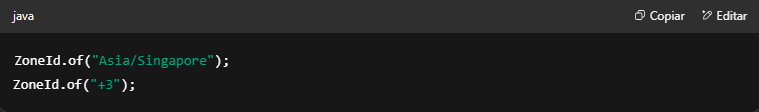 java
Copiar
Editar
ZoneId.of("Asia/Singapore");
ZoneId.of("+3");